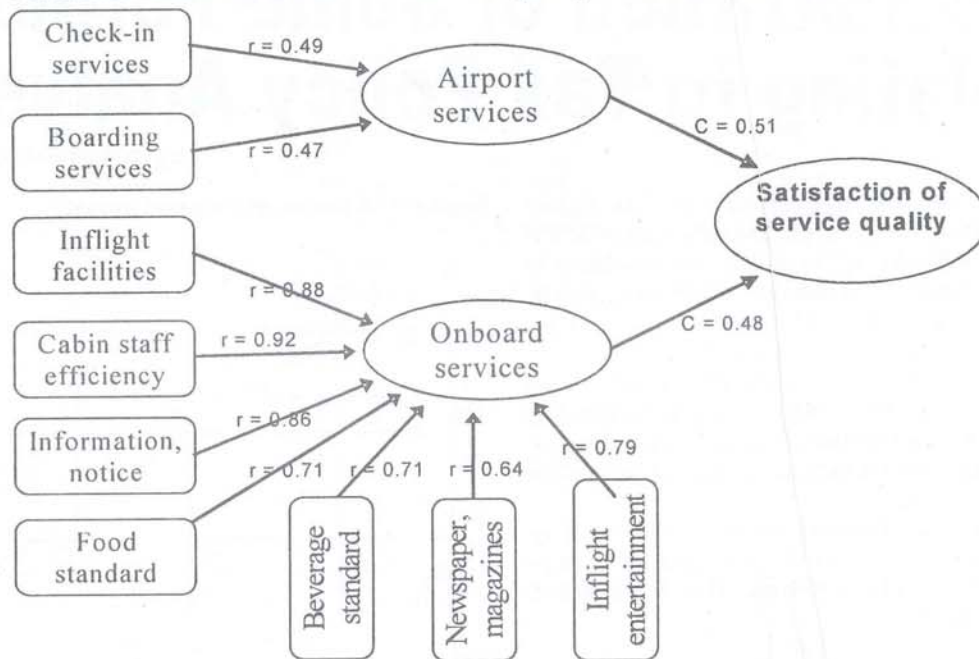 Check-in
services
r = 0.49
Airport
services
Boarding
services
r = 0.47
C = 0.51
Satisfaction of
service quality
Inflight
facilities
r = 0.88
Cabin staff
efficiency
r = 0.92
Onboard
services
C = 0.48
Information,
notice
r = 0.86
Food
standard
r = 0.71
r = 0.71
r = 0.64
r = 0.79
Beverage
standard
Newspaper,
magazines
Inflight
entertainment